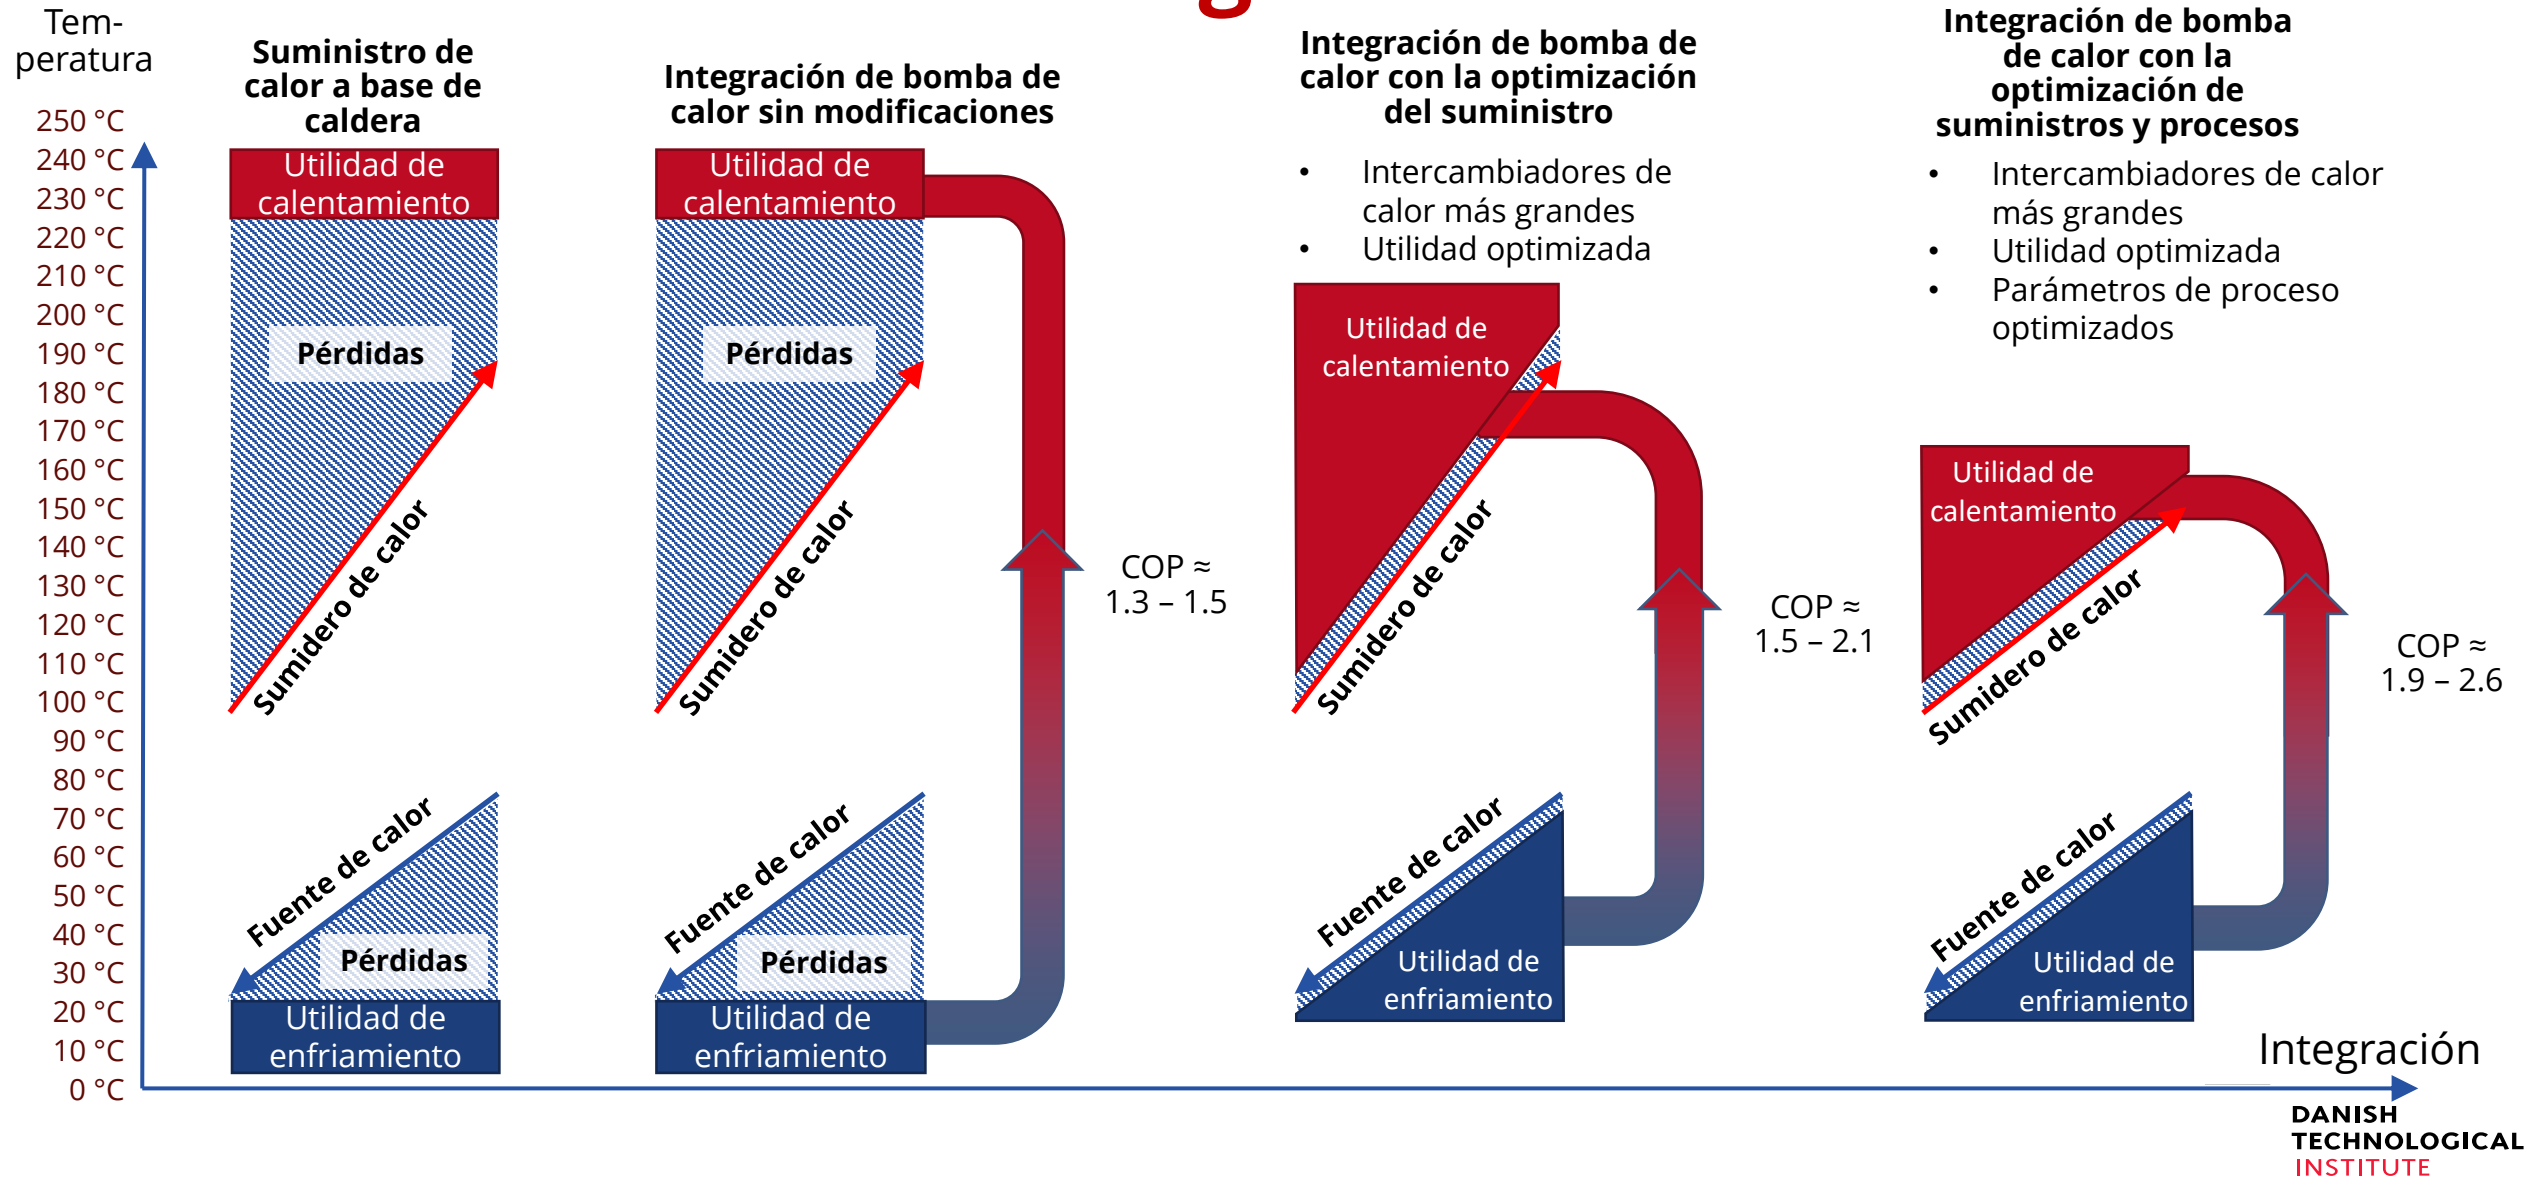 g
Tem-
peratura
250 °C
240 °C
230 °C
220 °C
210 °C
200 °C
190 °C
180 °C
170 °C
160 °C
150 °C
140 °C
130 °C
120 °C
110 °C
100 °C
90 °C
80 °C
70 °C
60 °C
50 °C
40 °C
30 °C
20 °C
10 °C
0 °C
Suministro de
calor a base de
caldera
Utilidad de
calentamiento
Pérdidas
Sumidero de calor
Fuente de calor
Pérdidas
Utilidad de
enfriamiento
Integración de bomba de
calor sin modificaciones
Utilidad de
calentamiento
Pérdidas
Sumidero de calor
COP ≈
1.3 – 1.5
Fuente de calor
Pérdidas
Utilidad de
enfriamiento
Integración de bomba de
calor con la optimización
del suministro
• Intercambiadores de
calor más grandes
• Utilidad optimizada
Utilidad de
calentamiento
Sumidero de calor
COP ≈
1.5 – 2.1
Fuente de calor
Utilidad de
enfriamiento
Integración de bomba
de calor con la
optimización de
suministros y procesos
• Intercambiadores de calor
más grandes
• Utilidad optimizada
• Parámetros de proceso
optimizados
Utilidad de
calentamiento
Sumidero de calor
COP ≈
1.9 – 2.6
Fuente de calor
Utilidad de
enfriamiento
Integración
DANISH
TECHNOLOGICAL
INSTITUTE